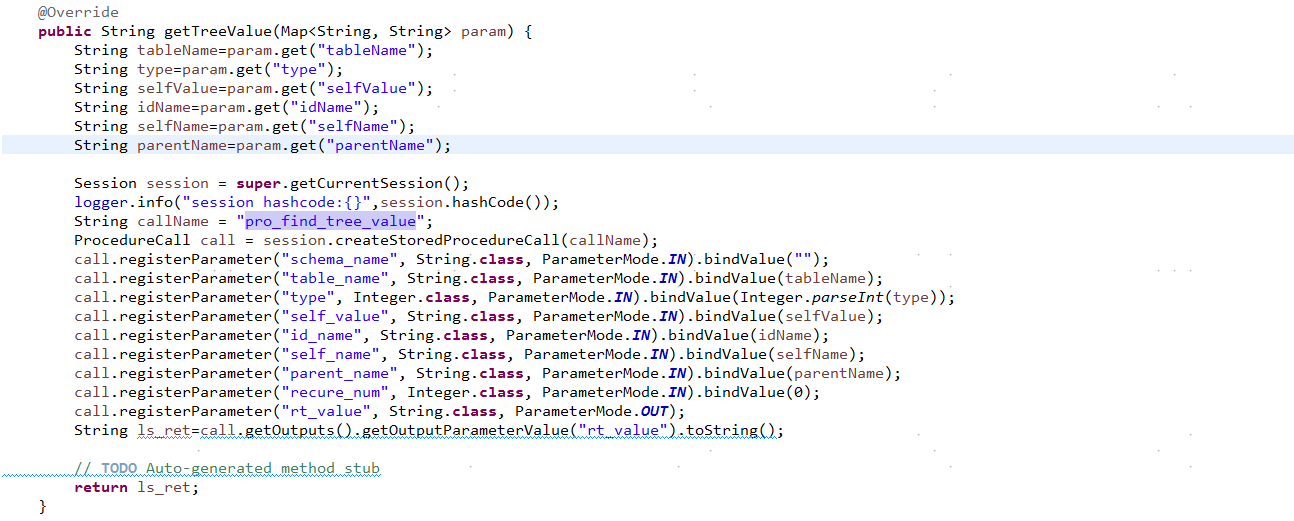 @Override
public String getTreeValue(Map<String, String> param) {
String tableName=param.get("tableName");
String type=param.get("type");
String selfValue=param.get("selfValue");
String idName=param.get("idName");
String selfName=param.get("selfName");
String parentName=param.get("parentName");
Session session = super.getCurrentSession();
logger.info("session hashcode:{}",session.hashCode());
String callName = "pro_find_tree_value";
ProcedureCall call = session.createStoredProcedureCall(callName);
call.registerParameter("schema_name", String.class, ParameterMode.IN).bindValue("");
call.registerParameter("table_name", String.class, ParameterMode.IN).bindValue(tableName);
call.registerParameter("type", Integer.class, ParameterMode.IN).bindValue(Integer.parseInt(type));
call.registerParameter("self_value", String.class, ParameterMode.IN).bindValue(selfValue);
call.registerParameter("id_name", String.class, ParameterMode.IN).bindValue(idName);
call.registerParameter("self_name", String.class, ParameterMode.IN).bindValue(selfName);
call.registerParameter("parent_name", String.class, ParameterMode.IN).bindValue(parentName);
call.registerParameter("recure_num", Integer.class, ParameterMode.IN).bindValue(0);
call.registerParameter("rt_value", String.class, ParameterMode.OUT);
String ls_ret=call.getOutputs().getOutputParameterValue("rt_value").toString();
// TODO Auto-generated method stub
return ls_ret;
}